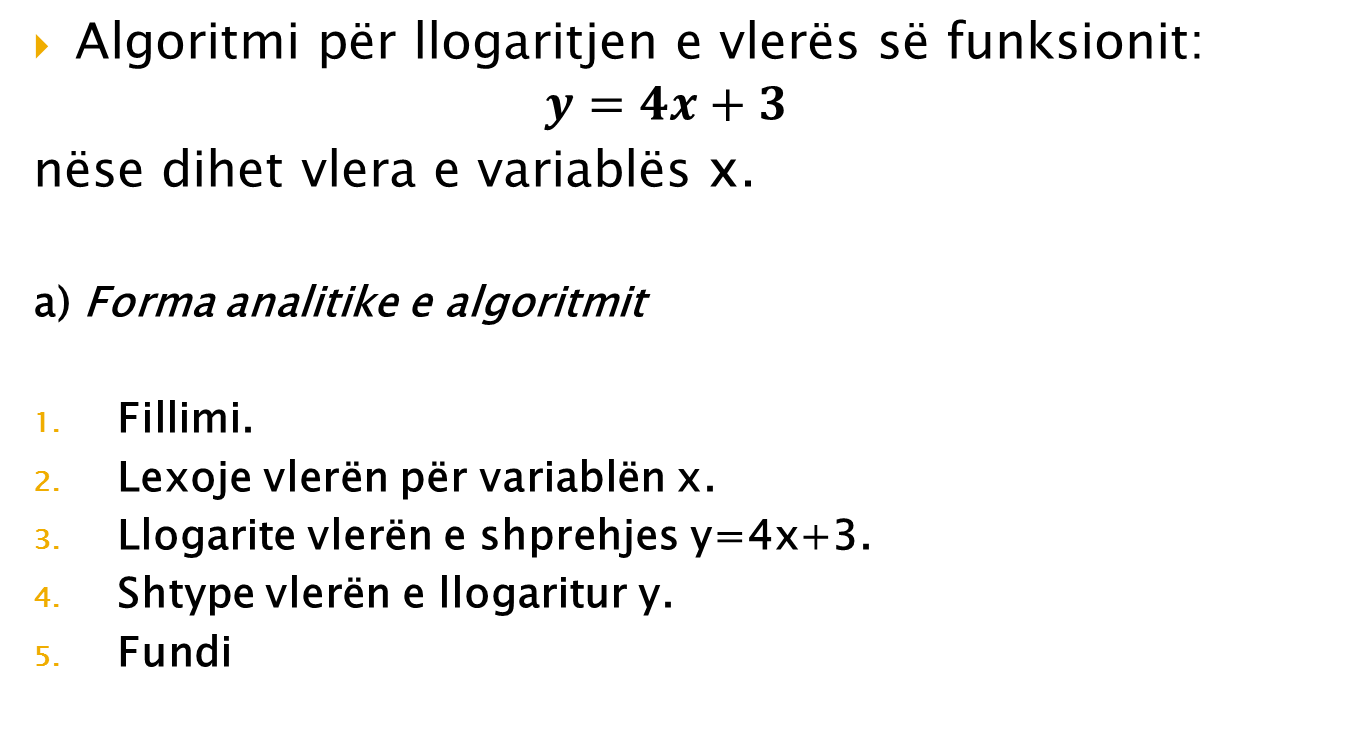 Algoritmi për llogaritjen e vlerës së funksionit:
y = 4x + 3
nëse dihet vlera e variablës x.
a) Forma analitike e algoritmit
1. Fillimi.
2. Lexoje vlerën për variablën x.
3. Llogarite vlerën e shprehjes y=4x+3.
4. Shtype vlerën e llogaritur y.
5. Fundi